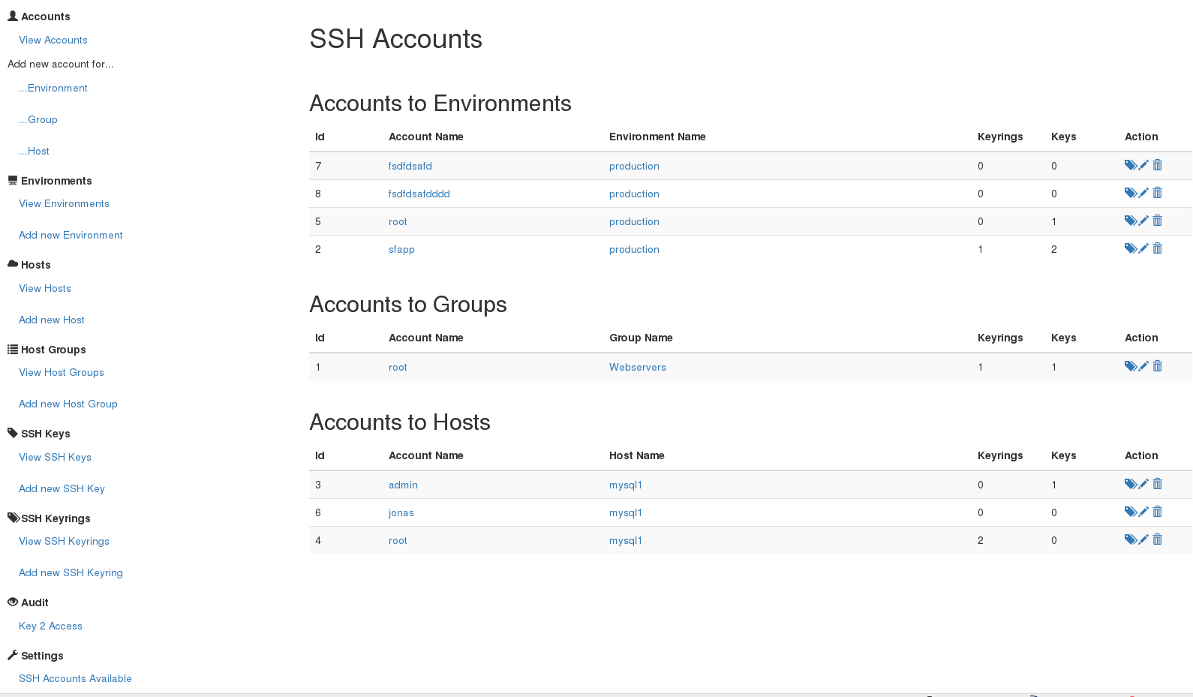 Accounts
View Accounts
Add new account for...
...Environment
...Group
...Host
Environments
View Environments
Add new Environment
Hosts
View Hosts
Add new Host
Host Groups
View Host Groups
Add new Host Group
SSH Keys
View SSH Keys
Add new SSH Key
SSH Keyrings
View SSH Keyrings
Add new SSH Keyring
Audit
Key 2 Access
Settings
SSH Accounts Available
SSH Accounts
Accounts to Environments
Id Account Name Environment Name Keyrings Keys Action
7 fsdfdsafd production 0 0
8 fsdfdsafdddd production 0 0
5 root production 0 1
2 sfapp production 1 2
Accounts to Groups
Id Account Name Group Name Keyrings Keys Action
1 root Webservers 1 1
Accounts to Hosts
Id Account Name Host Name Keyrings Keys Action
3 admin mysql1 0 1
6 jonas mysql1 0 0
4 root mysql1 2 0